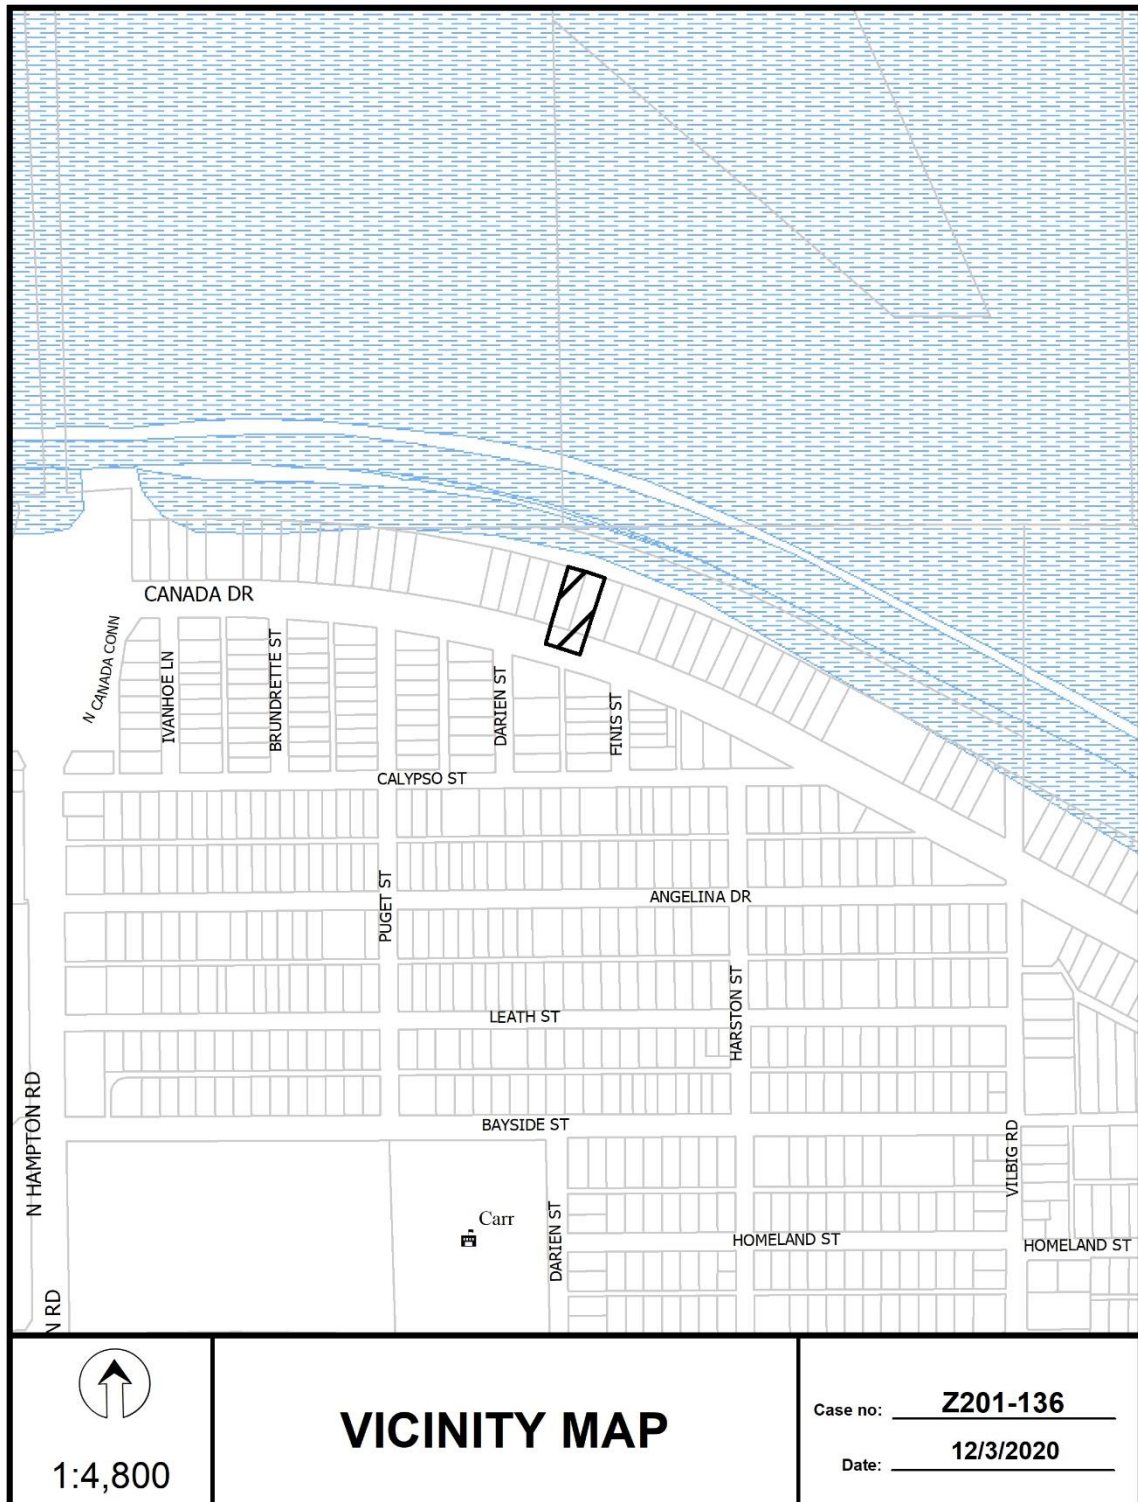 CANADA DR
N CANADA CONN
IVANHOE LN
BRUNDRETTE ST
DARIEN ST
FINIS ST
CALYPSO ST
PUGET ST
ANGELINA DR
LEATH ST
HARSTON ST
N HAMPTON RD
BAYSIDE ST
VILBIG RD
Carr
DARIEN ST
HOMELAND ST
HOMELAND ST
N RD
1:4,800
VICINITY MAP
Case no: Z201-136
Date: 12/3/2020